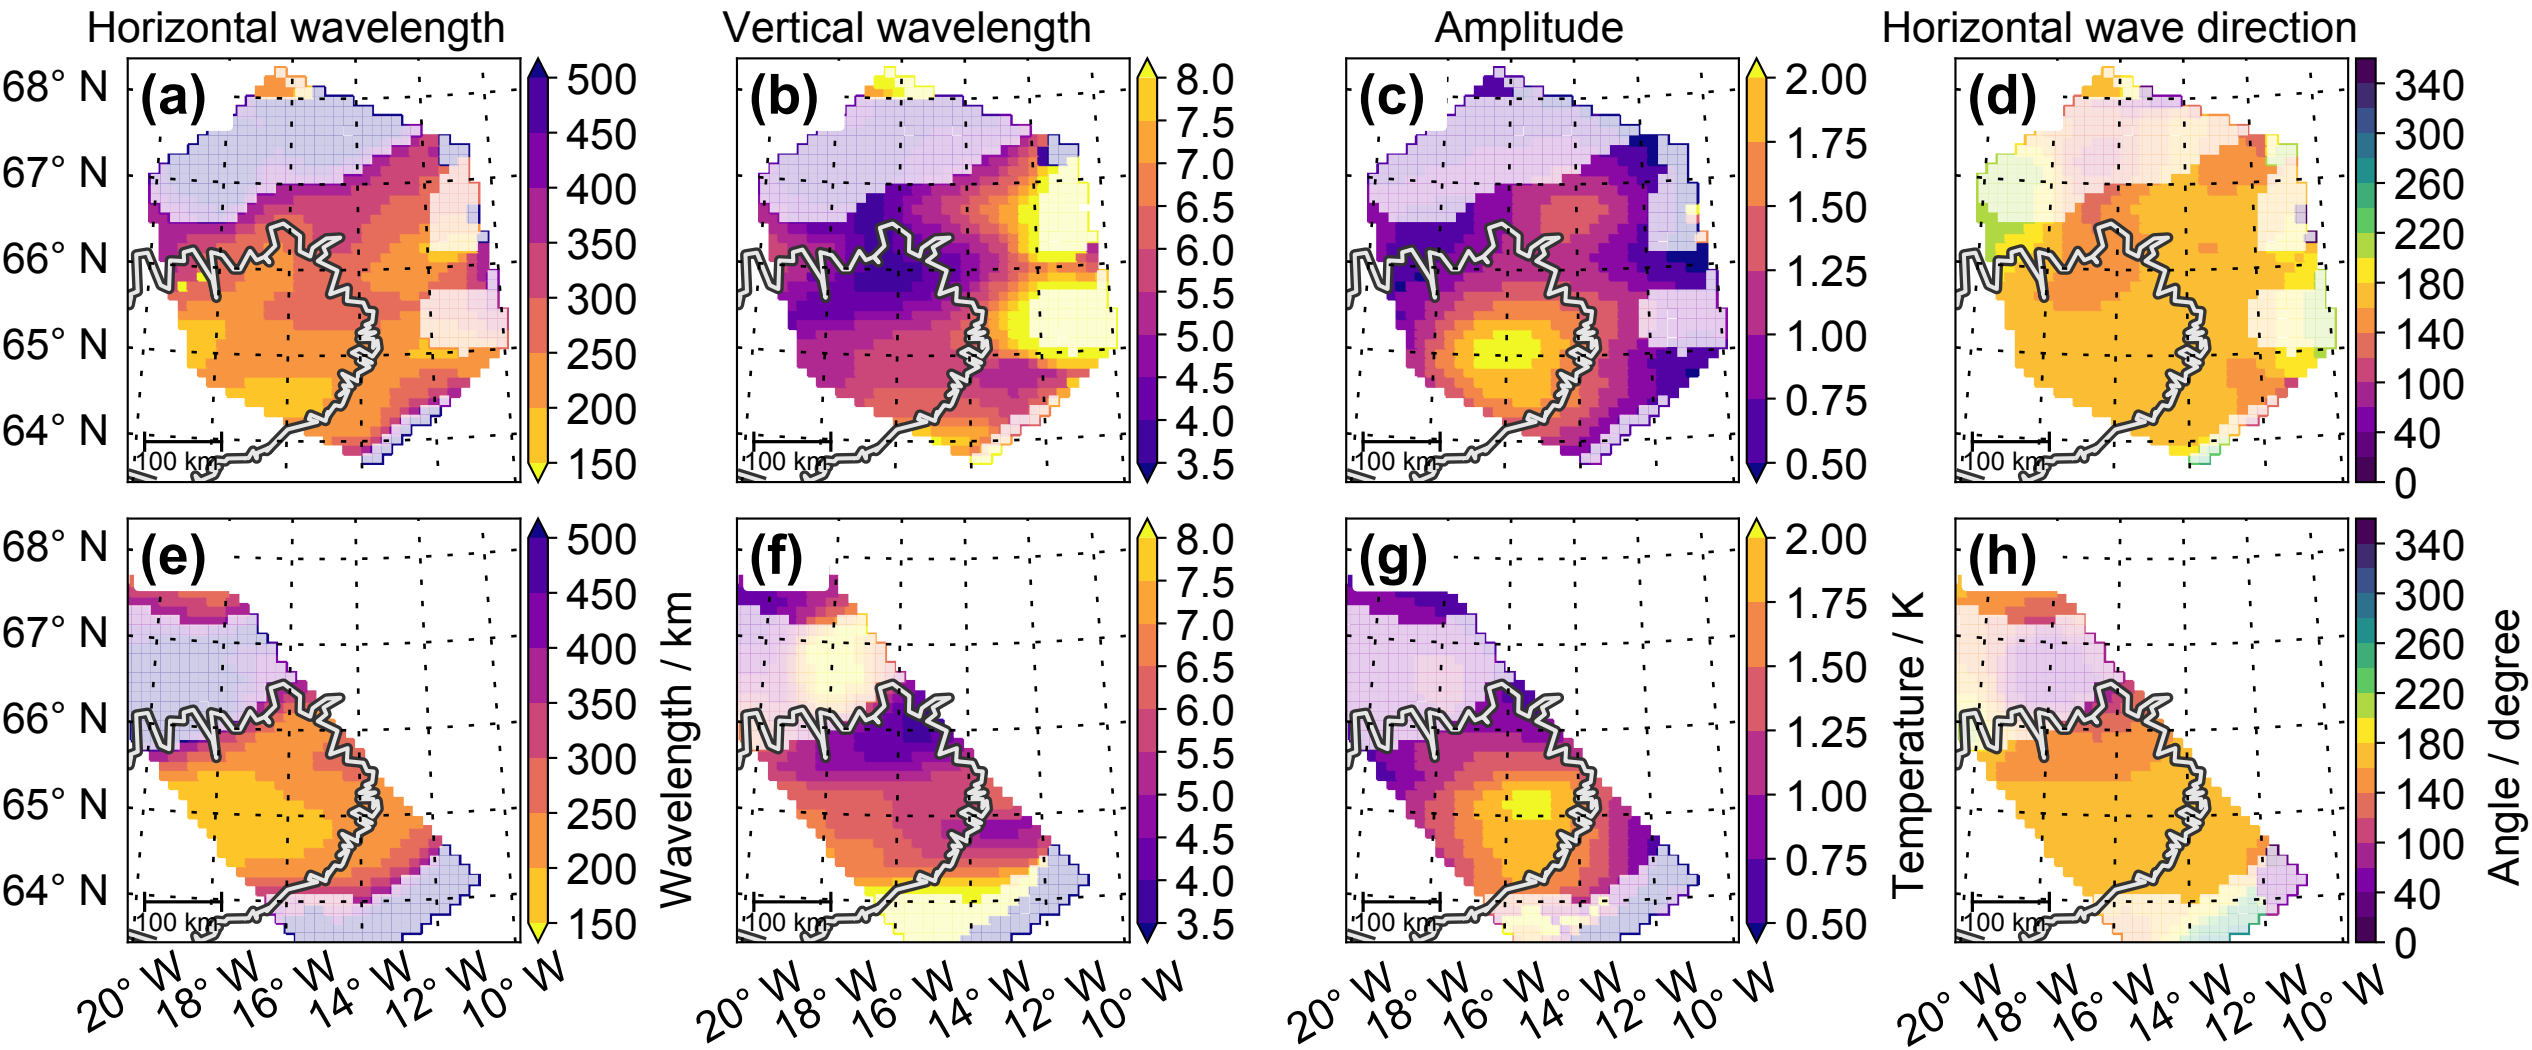 Horizontal wavelength
Vertical wavelength
Amplitude
Horizontal wave direction
(a)
68° N
67° N
66° N
65° N
64° N
100 km
500
450
400
350
300
250
200
150
(b)
100 km
8.0
7.5
7.0
6.5
6.0
5.5
5.0
4.5
4.0
3.5
(c)
100 km
2.00
1.75
1.50
1.25
1.00
0.75
0.50
(d)
100 km
340
300
260
220
180
140
100
40
0
(e)
68° N
67° N
66° N
65° N
64° N
100 km
20° W
18° W
16° W
14° W
12° W
10° W
500
450
400
350
300
250
200
150
Wavelength / km
(f)
100 km
20° W
18° W
16° W
14° W
12° W
10° W
8.0
7.5
7.0
6.5
6.0
5.5
5.0
4.5
4.0
3.5
(g)
100 km
20° W
18° W
16° W
14° W
12° W
10° W
2.00
1.75
1.50
1.25
1.00
0.75
0.50
Temperature / K
(h)
100 km
20° W
18° W
16° W
14° W
12° W
10° W
340
300
260
220
180
140
100
40
0
Angle / degree